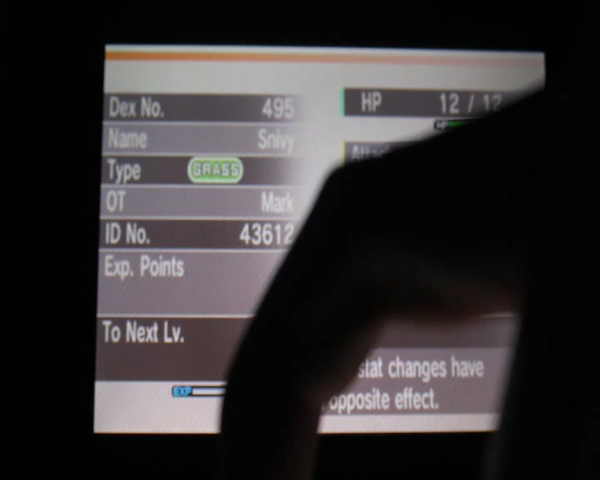 Dex No. 495
Name Snivy
Type GRASS
OT Mark
ID No. 43612
Exp. Points
To Next Lv.
EXP
HP 12 / 12
HP
stat changes have
opposite effect.